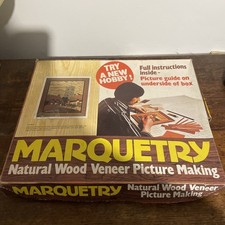 TRY
A NEW
HOBBY!
Full instructions
inside-
Picture guide on
underside of box
MARQUETRY
Natural Wood Veneer Picture Making
MARQUETRY
Natural Wood Veneer
Picture Making